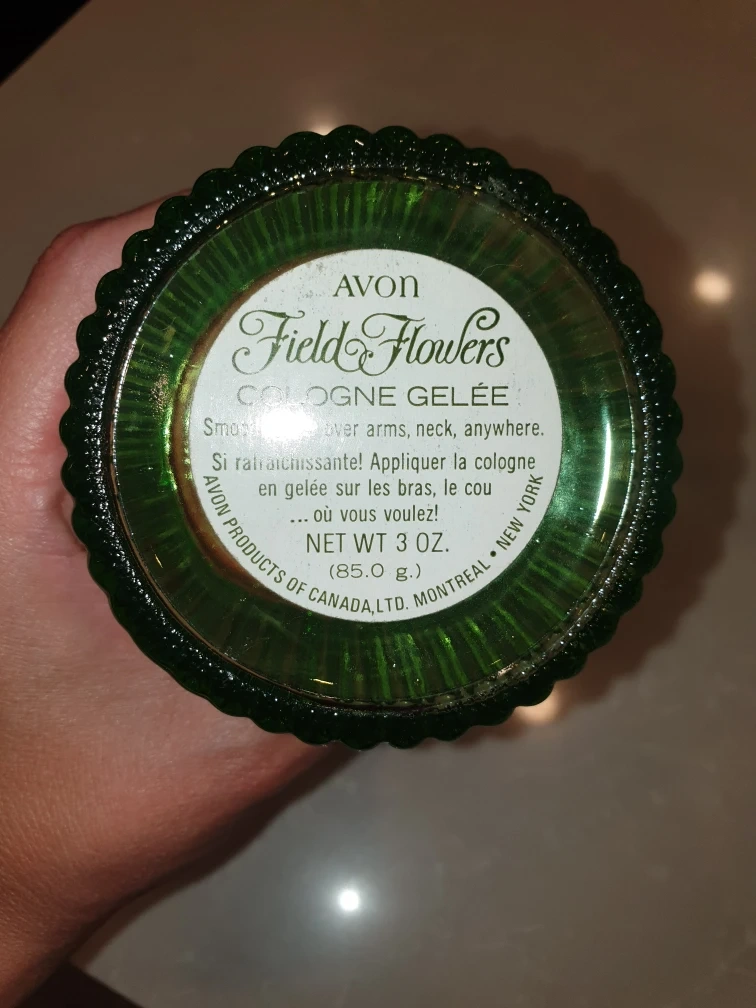 AVON
Field Flowers
COLOGNE GELÉE
over arms, neck, anywhere.
Si rafraîchissante! Appliquer la cologne
en gelée sur les bras, le cou
... où vous voulez!
NET WT 3 OZ.
(85.0 g.)
AVON PRODUCTS OF CANADA, LTD. MONTREAL • NEW YORK